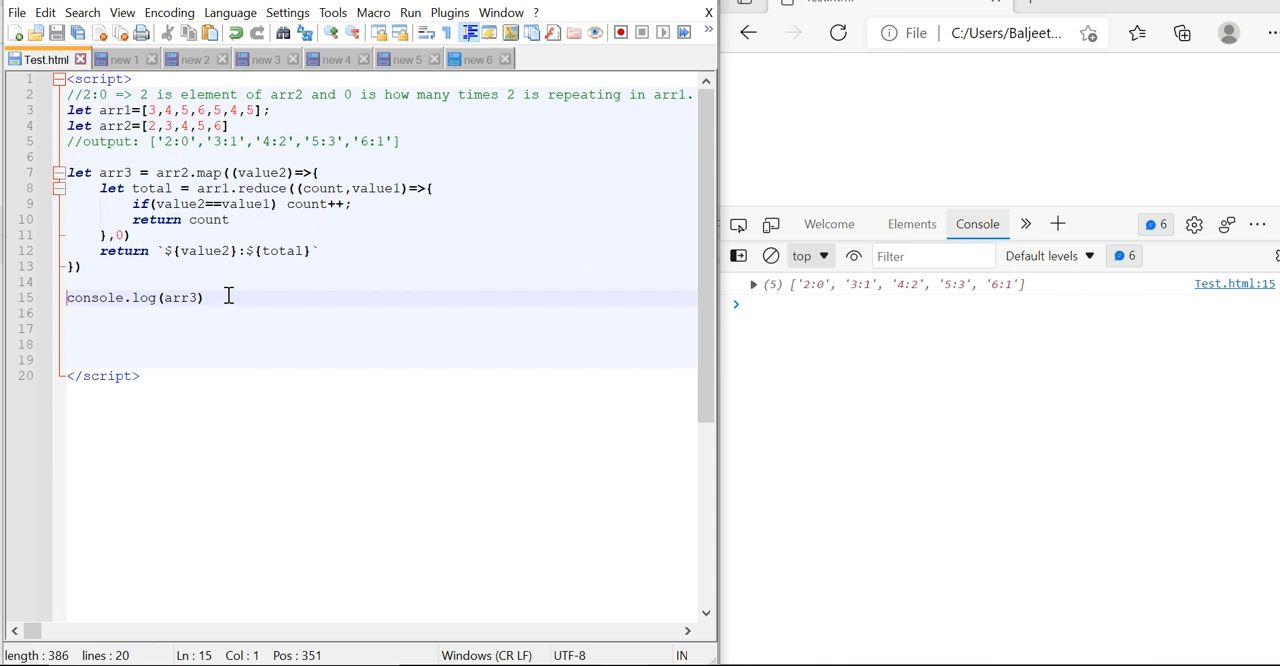 File Edit Search View Encoding Language Settings Tools Macro Run Plugins Window ? X
Test.html new 1 new 2 new 3 new 4 new 5 new 6
1 <script>
2 //2:0 => 2 is element of arr2 and 0 is how many times 2 is repeating in arr1.
3 let arr1=[3,4,5,6,5,4,5];
4 let arr2=[2,3,4,5,6]
5 //output: ['2:0','3:1','4:2','5:3','6:1']
6
7 let arr3 = arr2.map((value2)=>{
8 let total = arr1.reduce((count,value1)=>{
9 if(value2==value1) count++;
10 return count
11 },0)
12 return `${value2}:${total}`
13 })
14
15 console.log(arr3)
16
17
18
19
20 </script>
length : 386 lines : 20 Ln : 15 Col : 1 Pos : 351 Windows (CR LF) UTF-8 IN
File C:/Users/Baljeet...
Welcome Elements Console 6
top Filter Default levels 6
(5) ['2:0', '3:1', '4:2', '5:3', '6:1'] Test.html:15